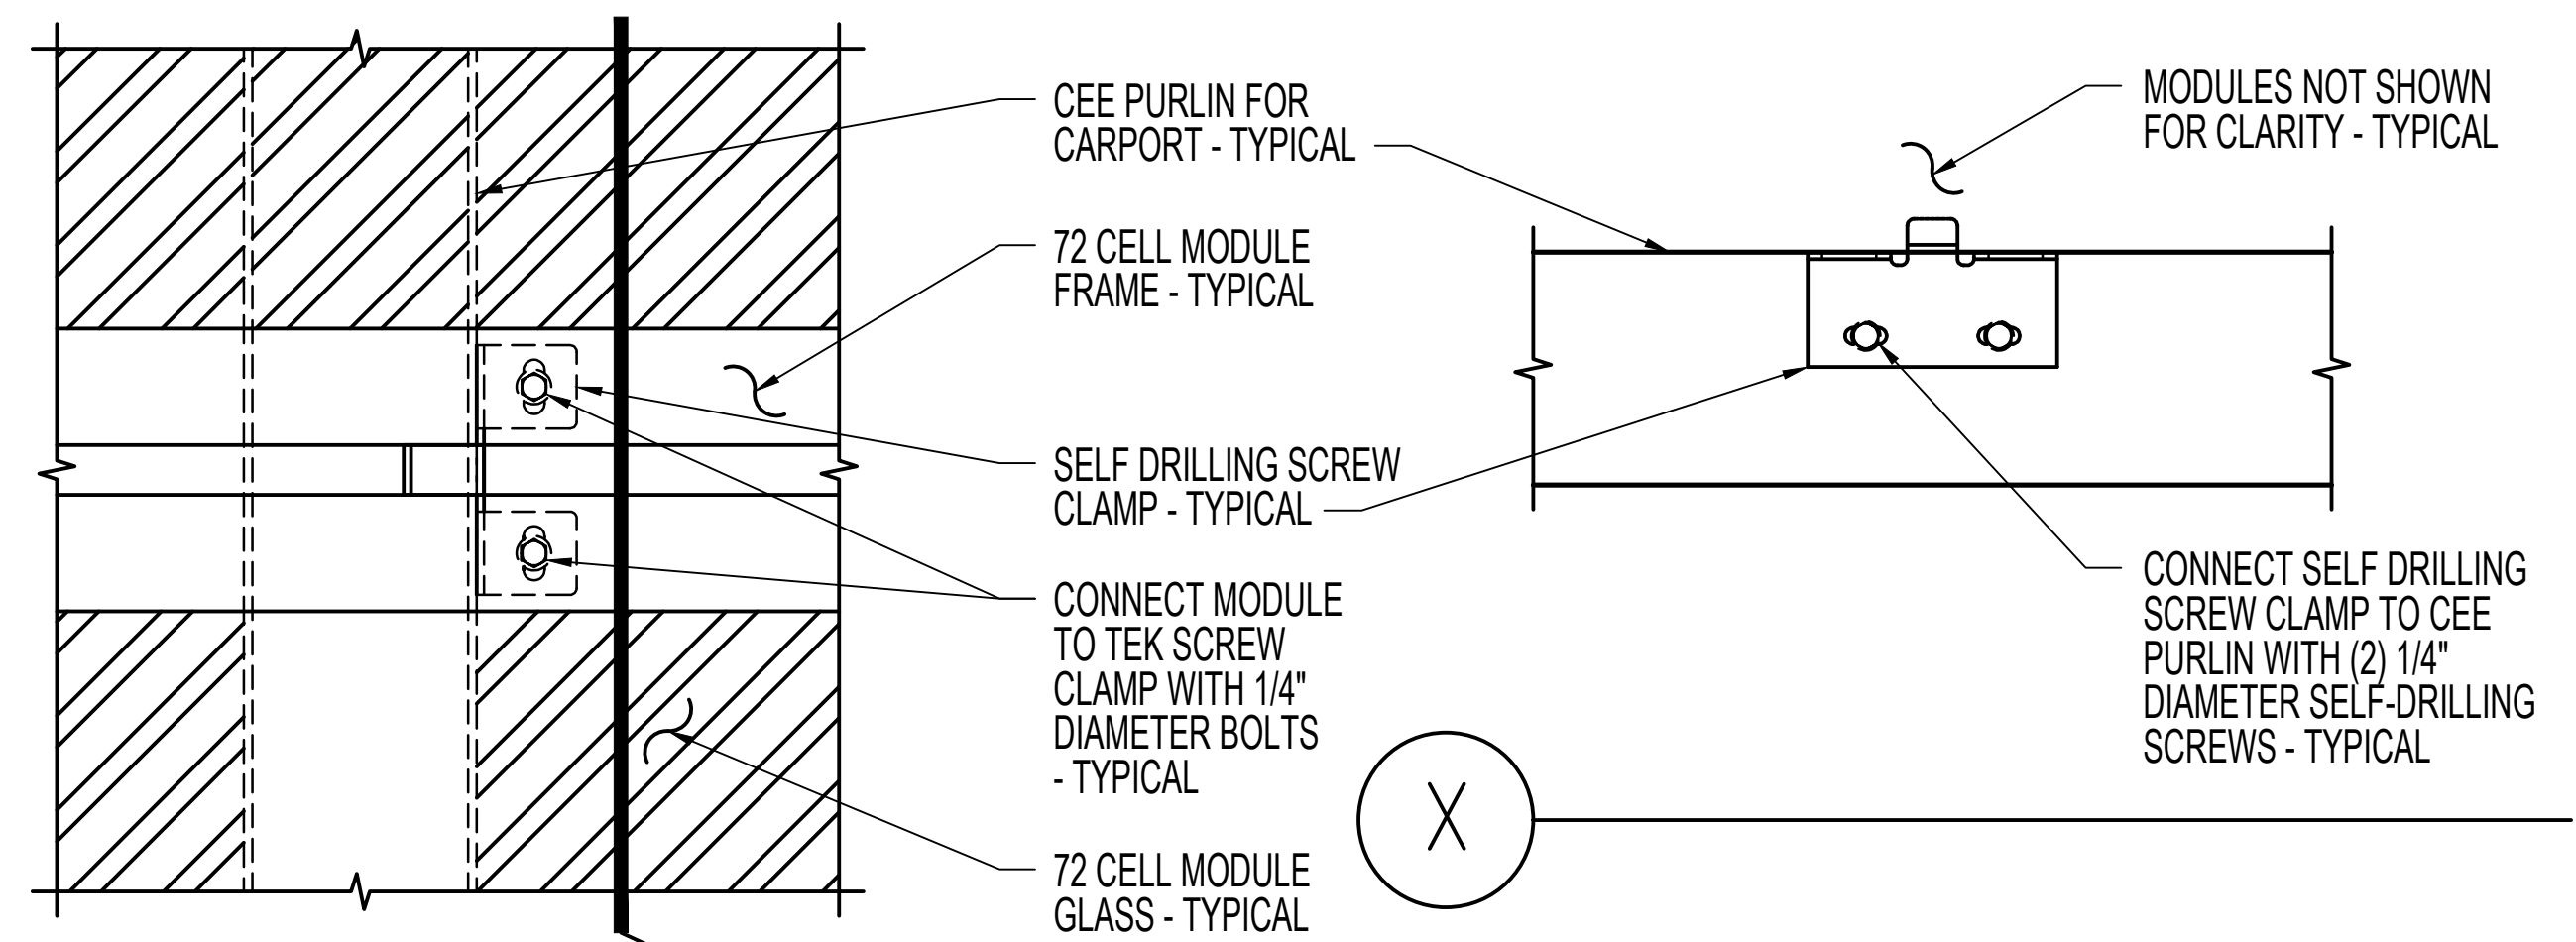 CEE PURLIN FOR
CARPORT - TYPICAL
72 CELL MODULE
FRAME - TYPICAL
SELF DRILLING SCREW
CLAMP - TYPICAL
CONNECT MODULE
TO TEK SCREW
CLAMP WITH 1/4"
DIAMETER BOLTS
- TYPICAL
72 CELL MODULE
GLASS - TYPICAL
MODULES NOT SHOWN
FOR CLARITY - TYPICAL
CONNECT SELF DRILLING
SCREW CLAMP TO CEE
PURLIN WITH (2) 1/4"
DIAMETER SELF-DRILLING
SCREWS - TYPICAL
X